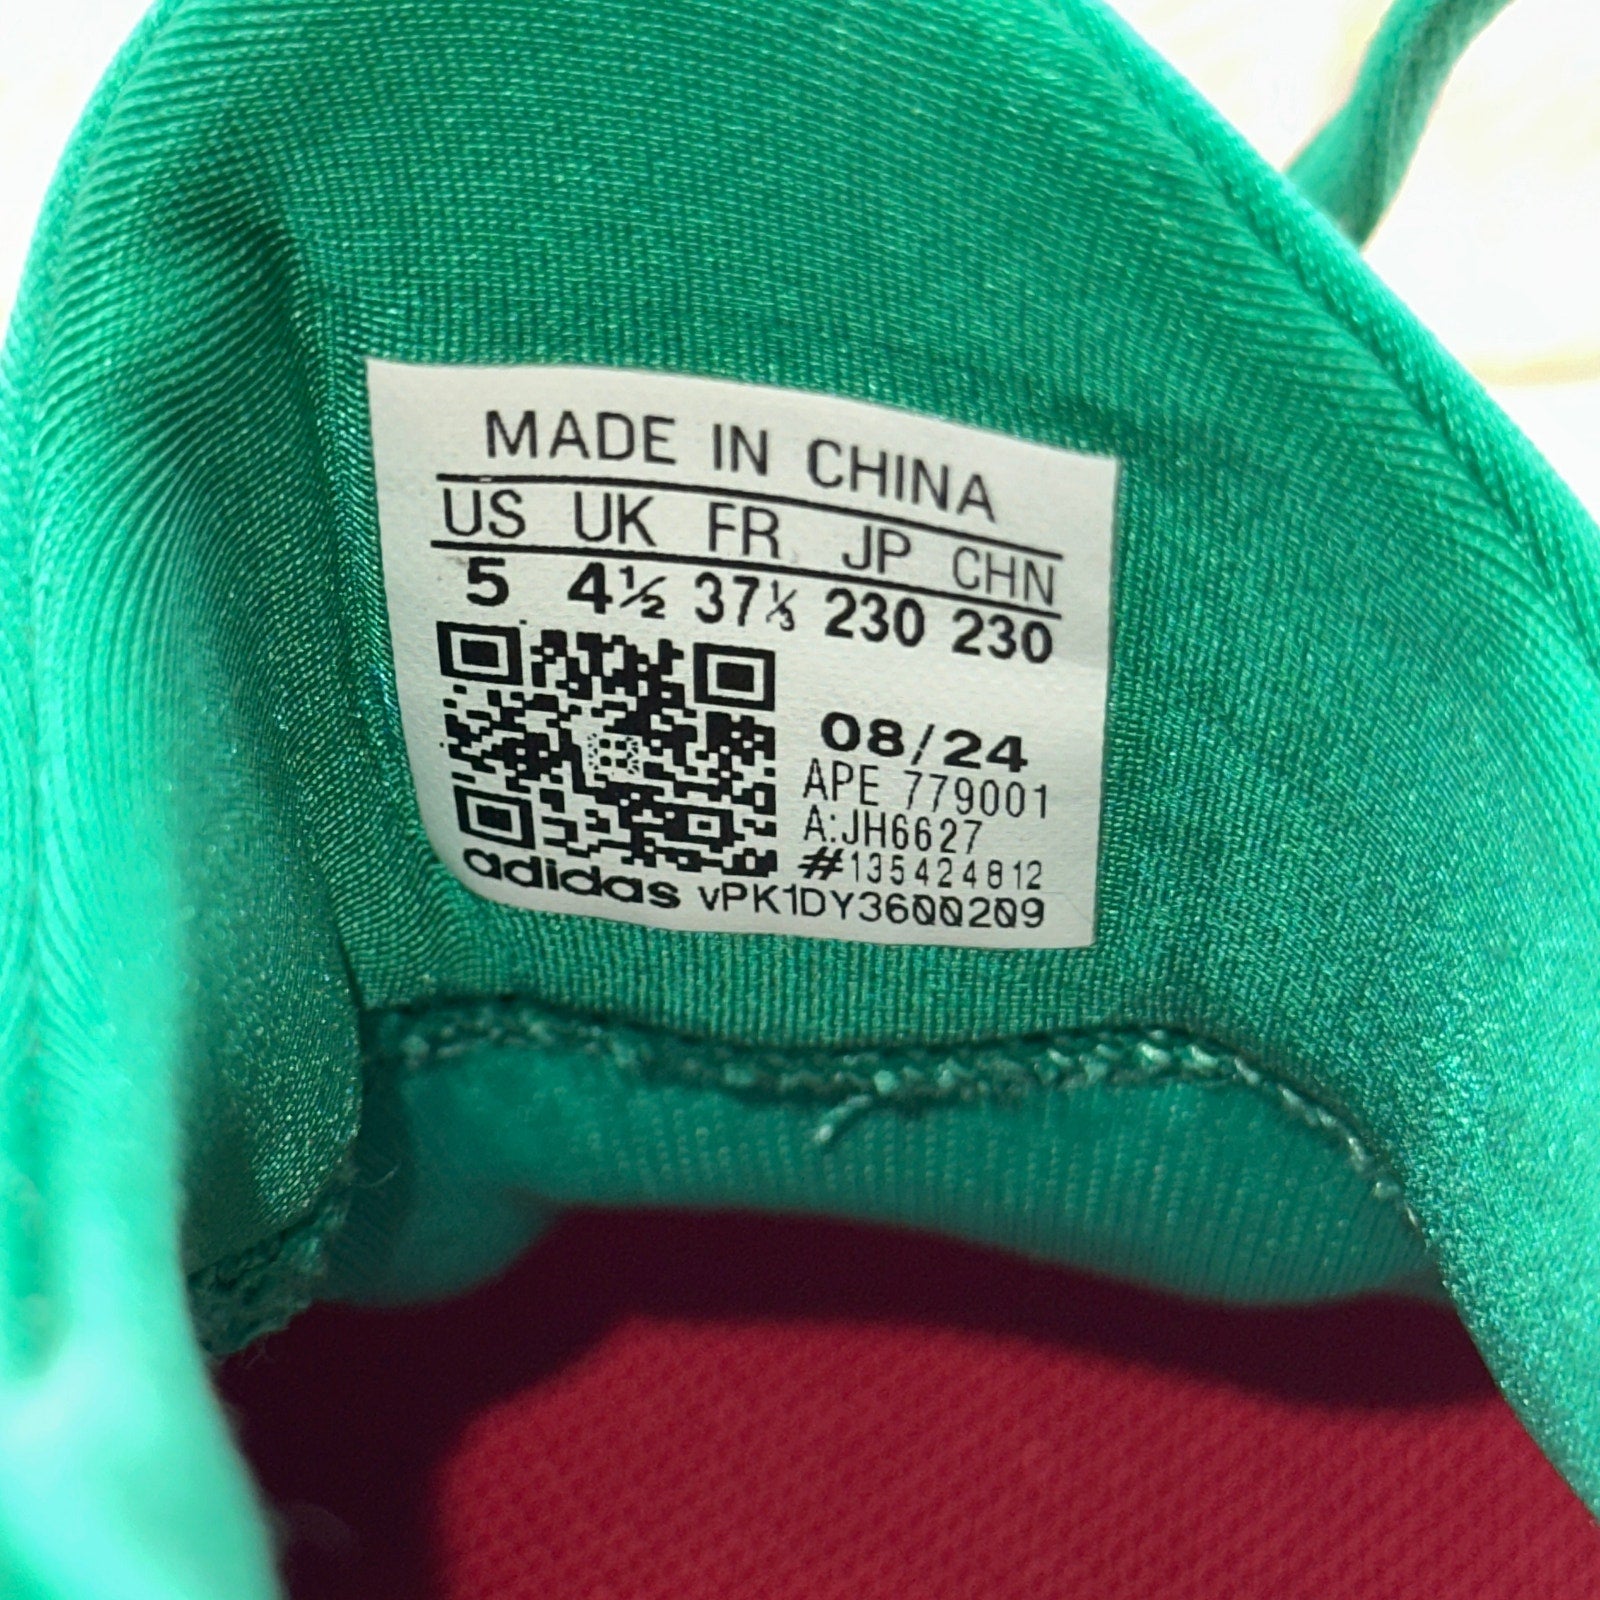 MADE IN CHINA
US UK FR JP CHN
5 4½ 37⅓ 230 230
08/24
APE 779001
A:JH6627
#135424812
adidas vPK1DY3600209